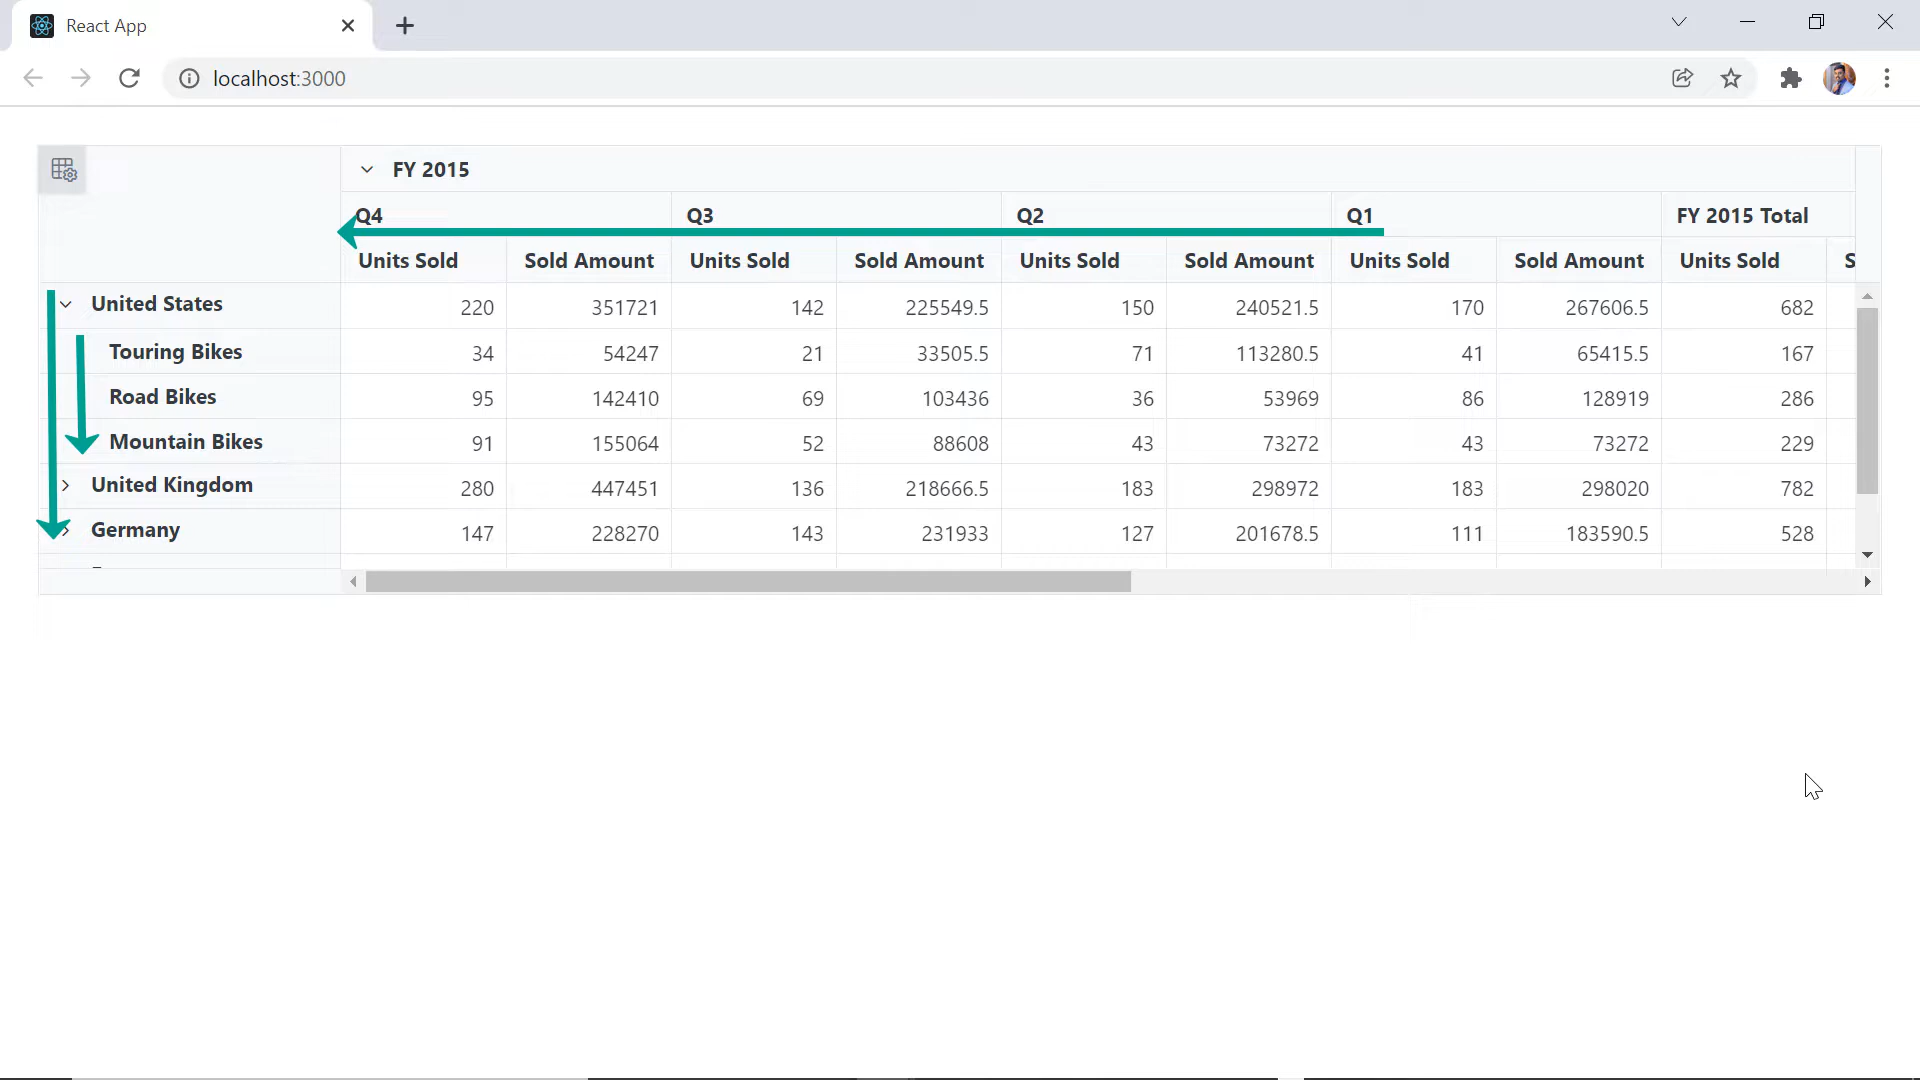 React App
localhost:3000
FY 2015
Q4 Q3 Q2 Q1 FY 2015 Total
Units Sold Sold Amount Units Sold Sold Amount Units Sold Sold Amount Units Sold Sold Amount Units Sold S
United States 220 351721 142 225549.5 150 240521.5 170 267606.5 682
Touring Bikes 34 54247 21 33505.5 71 113280.5 41 65415.5 167
Road Bikes 95 142410 69 103436 36 53969 86 128919 286
Mountain Bikes 91 155064 52 88608 43 73272 43 73272 229
United Kingdom 280 447451 136 218666.5 183 298972 183 298020 782
Germany 147 228270 143 231933 127 201678.5 111 183590.5 528